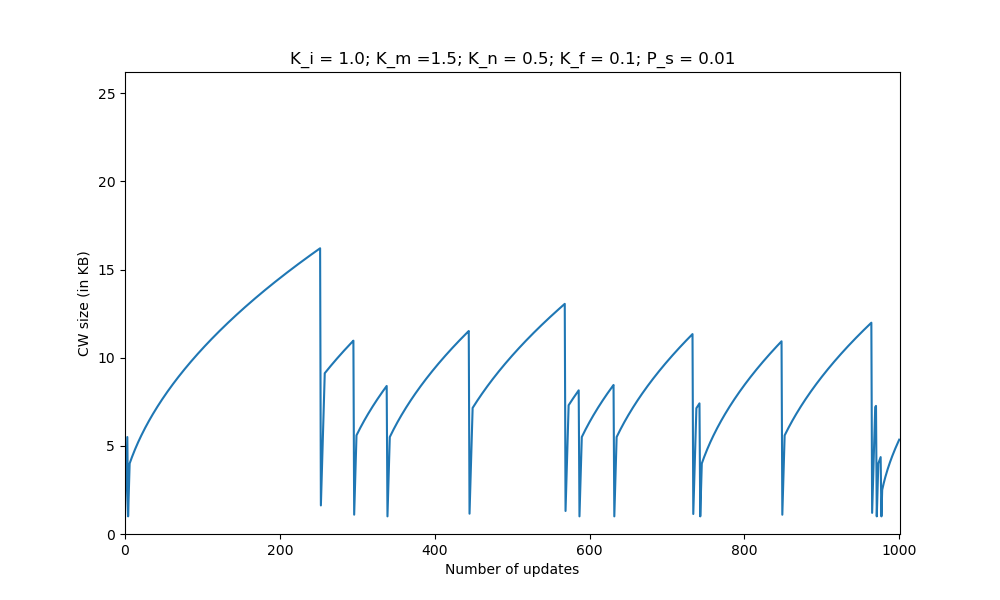 K_i = 1.0; K_m =1.5; K_n = 0.5; K_f = 0.1; P_s = 0.01
25
20
15
10
5
0
CW size (in KB)
0 200 400 600 800 1000
Number of updates